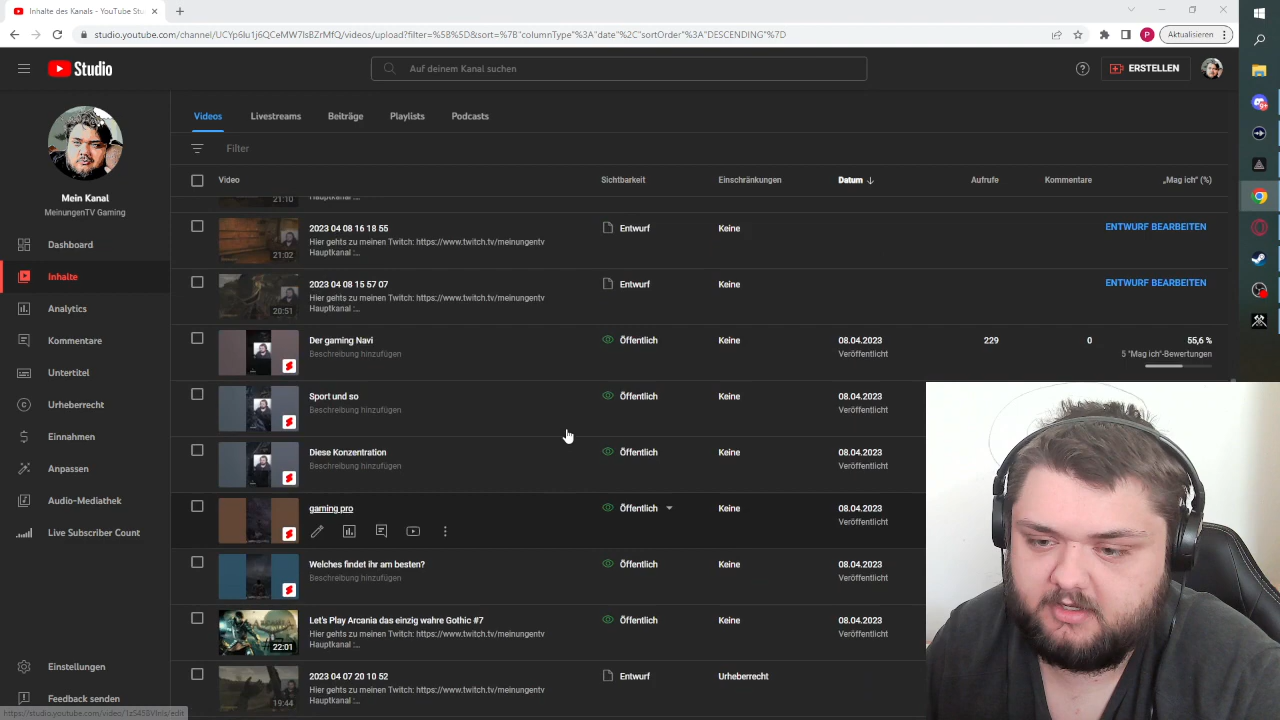 Inhalte des Kanals - YouTube Stu
studio.youtube.com/channel/UCYp6Iu1j6QCeMW7lsBZrMfQ/videos/upload?filter=%5B%5D&sort=%7B"columnType"%3A"date"%2C"sortOrder"%3A"DESCENDING"%7D
P
Aktualisieren
Studio
Auf deinem Kanal suchen
ERSTELLEN
Videos
Livestreams
Beiträge
Playlists
Podcasts
Filter
Video
Sichtbarkeit
Einschränkungen
Datum
Aufrufe
Kommentare
„Mag ich“ (%)
Mein Kanal
MeinungenTV Gaming
Dashboard
Inhalte
Analytics
Kommentare
Untertitel
Urheberrecht
Einnahmen
Anpassen
Audio-Mediathek
Live Subscriber Count
Einstellungen
Feedback senden
21:10
Hauptkanal :...
21:02
2023 04 08 16 18 55
Hier gehts zu meinen Twitch: https://www.twitch.tv/meinungentv
Hauptkanal :...
Entwurf
Keine
ENTWURF BEARBEITEN
20:51
2023 04 08 15 57 07
Hier gehts zu meinen Twitch: https://www.twitch.tv/meinungentv
Hauptkanal :...
Entwurf
Keine
ENTWURF BEARBEITEN
Der gaming Navi
Beschreibung hinzufügen
Öffentlich
Keine
08.04.2023
Veröffentlicht
229
0
55,6 %
5 "Mag ich"-Bewertungen
Sport und so
Beschreibung hinzufügen
Öffentlich
Keine
08.04.2023
Veröffentlicht
Diese Konzentration
Beschreibung hinzufügen
Öffentlich
Keine
08.04.2023
Veröffentlicht
gaming pro
Öffentlich
Keine
08.04.2023
Veröffentlicht
Welches findet ihr am besten?
Beschreibung hinzufügen
Öffentlich
Keine
08.04.2023
Veröffentlicht
22:01
Let's Play Arcania das einzig wahre Gothic #7
Hier gehts zu meinen Twitch: https://www.twitch.tv/meinungentv
Hauptkanal :...
Öffentlich
Keine
08.04.2023
Veröffentlicht
19:44
2023 04 07 20 10 52
Hier gehts zu meinen Twitch: https://www.twitch.tv/meinungentv
Hauptkanal :...
Entwurf
Urheberrecht